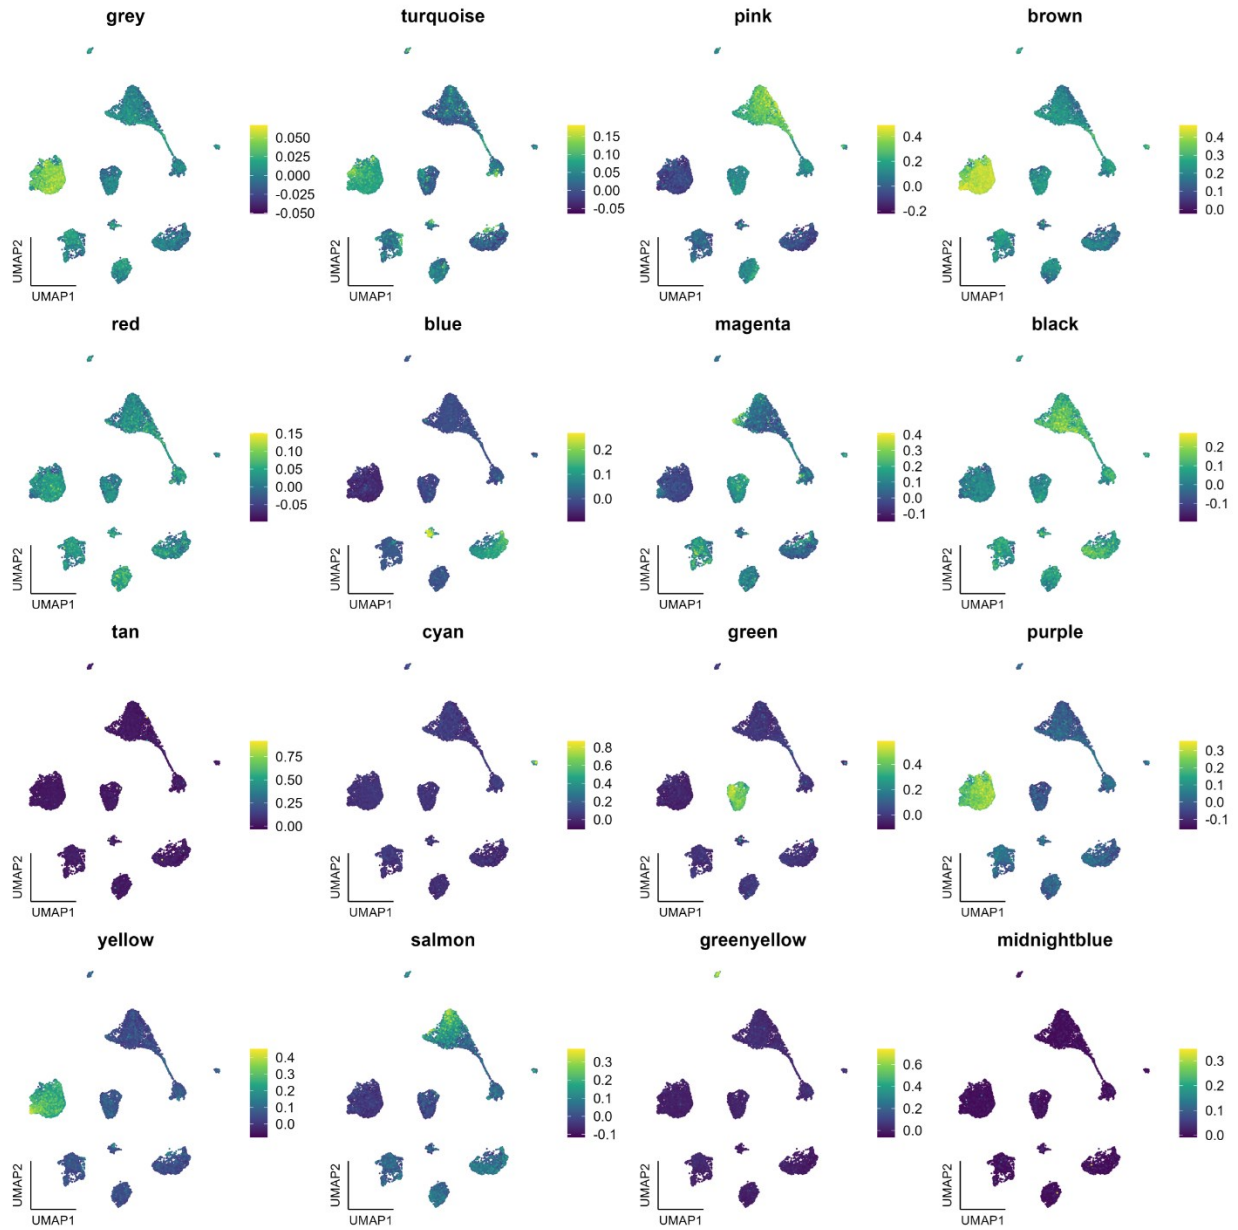 grey
turquoise
pink
brown
0.050
0.025
0.000
-0.025
-0.050
0.15
0.10
0.05
0.00
-0.05
0.4
0.2
0.0
-0.2
0.4
0.3
0.2
0.1
0.0
UMAP2
UMAP1
UMAP2
UMAP1
UMAP2
UMAP1
UMAP2
UMAP1
red
blue
magenta
black
0.15
0.10
0.05
0.00
-0.05
0.2
0.1
0.0
0.4
0.3
0.2
0.1
0.0
-0.1
0.2
0.1
0.0
-0.1
UMAP2
UMAP1
UMAP2
UMAP1
UMAP2
UMAP1
UMAP2
UMAP1
tan
cyan
green
purple
0.75
0.50
0.25
0.00
0.8
0.6
0.4
0.2
0.0
0.4
0.2
0.0
0.3
0.2
0.1
0.0
-0.1
UMAP2
UMAP1
UMAP2
UMAP1
UMAP2
UMAP1
UMAP2
UMAP1
yellow
salmon
greenyellow
midnightblue
0.4
0.3
0.2
0.1
0.0
0.3
0.2
0.1
0.0
-0.1
0.6
0.4
0.2
0.0
0.3
0.2
0.1
0.0
UMAP2
UMAP1
UMAP2
UMAP1
UMAP2
UMAP1
UMAP2
UMAP1